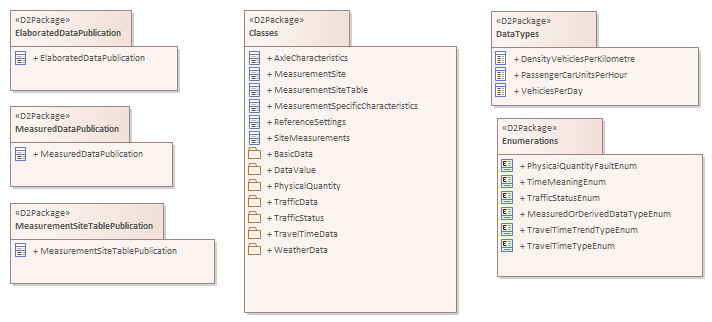 «D2Package»
ElaboratedDataPublication
+ ElaboratedDataPublication
«D2Package»
MeasuredDataPublication
+ MeasuredDataPublication
«D2Package»
MeasurementSiteTablePublication
+ MeasurementSiteTablePublication
«D2Package»
Classes
+ AxleCharacteristics
+ MeasurementSite
+ MeasurementSiteTable
+ MeasurementSpecificCharacteristics
+ ReferenceSettings
+ SiteMeasurements
+ BasicData
+ DataValue
+ PhysicalQuantity
+ TrafficData
+ TrafficStatus
+ TravelTimeData
+ WeatherData
«D2Package»
DataTypes
+ DensityVehiclesPerKilometre
+ PassengerCarUnitsPerHour
+ VehiclesPerDay
«D2Package»
Enumerations
+ PhysicalQuantityFaultEnum
+ TimeMeaningEnum
+ TrafficStatusEnum
+ MeasuredOrDerivedDataTypeEnum
+ TravelTimeTrendTypeEnum
+ TravelTimeTypeEnum